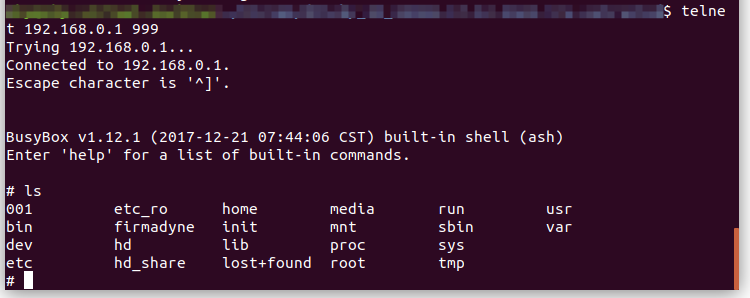 $ telne
t 192.168.0.1 999
Trying 192.168.0.1...
Connected to 192.168.0.1.
Escape character is '^]'.
BusyBox v1.12.1 (2017-12-21 07:44:06 CST) built-in shell (ash)
Enter 'help' for a list of built-in commands.
# ls
001 etc_ro home media run usr
bin firmadyne init mnt sbin var
dev hd lib proc sys
etc hd_share lost+found root tmp
#